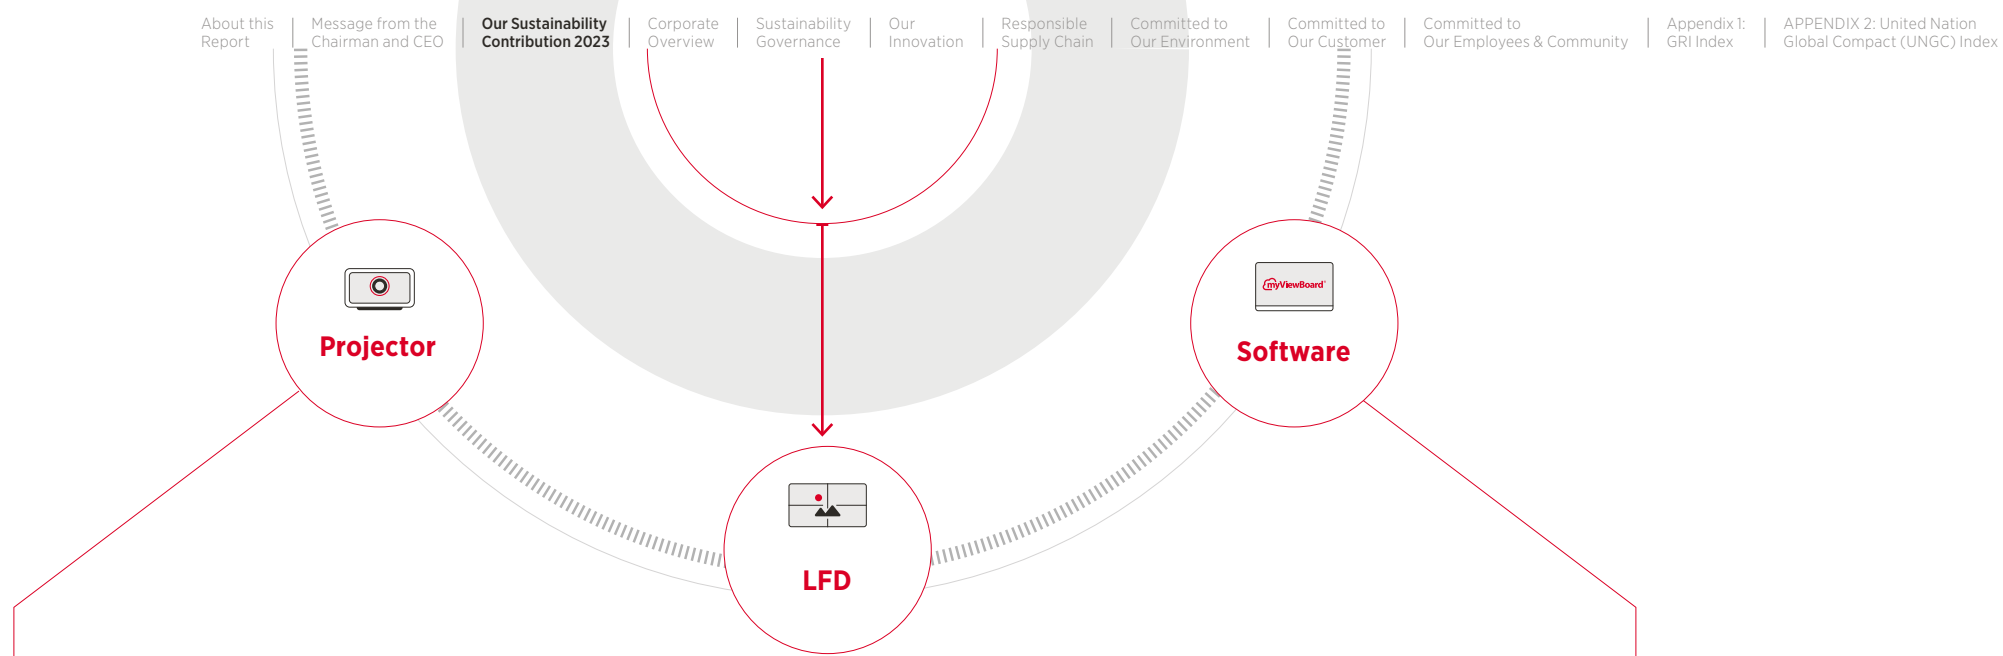 About this
Report
Message from the
Chairman and CEO
Our Sustainability
Contribution 2023
Corporate
Overview
Sustainability
Governance
Our
Innovation
Responsible
Supply Chain
Committed to
Our Environment
Committed to
Our Customer
Committed to
Our Employees & Community
Appendix 1:
GRI Index
APPENDIX 2: United Nation
Global Compact (UNGC) Index
myViewBoard
Projector
Software
LFD